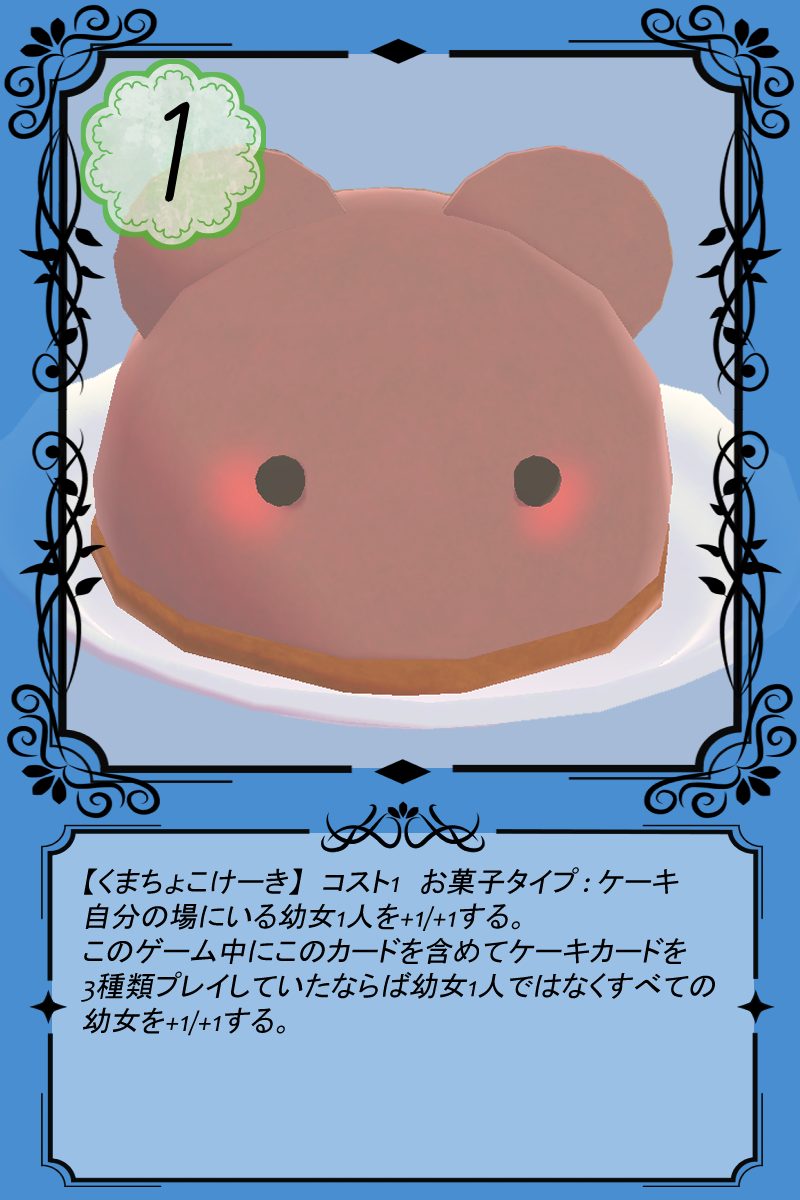 1
【くまちょこけーき】 コスト1 お菓子タイプ : ケーキ
自分の場にいる幼女1人を+1/+1する。
このゲーム中にこのカードを含めてケーキカードを
3種類プレイしていたならば幼女1人ではなくすべての
幼女を+1/+1する。